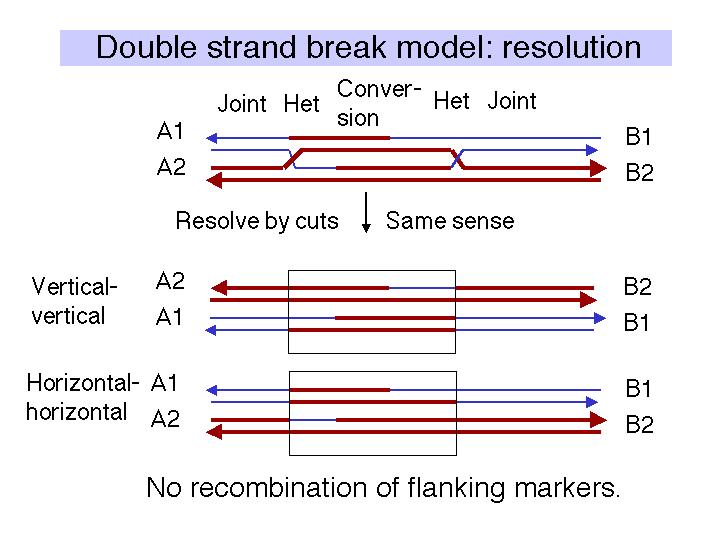 Double strand break model: resolution
Joint Het Conver-
sion Het Joint
A1 B1
A2 B2
Resolve by cuts Same sense
Vertical-
vertical
A2 B2
A1 B1
Horizontal-
horizontal
A1 B1
A2 B2
No recombination of flanking markers.